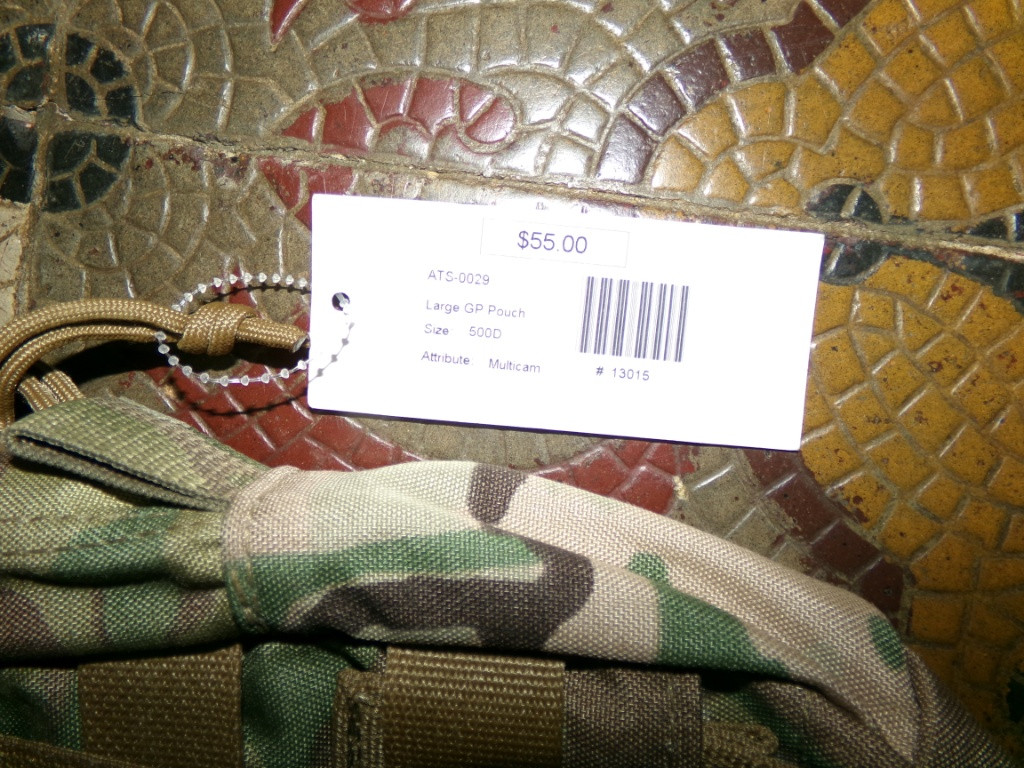 $55.00
ATS-0029
Large GP Pouch
Size: 500D
Attribute: Multicam
# 13015